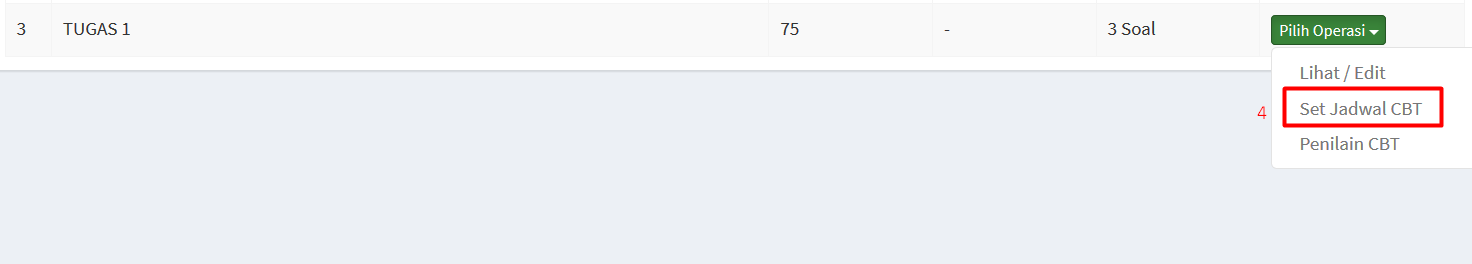 3 TUGAS 1 75 - 3 Soal Pilih Operasi
Lihat / Edit
4 Set Jadwal CBT
Penilain CBT